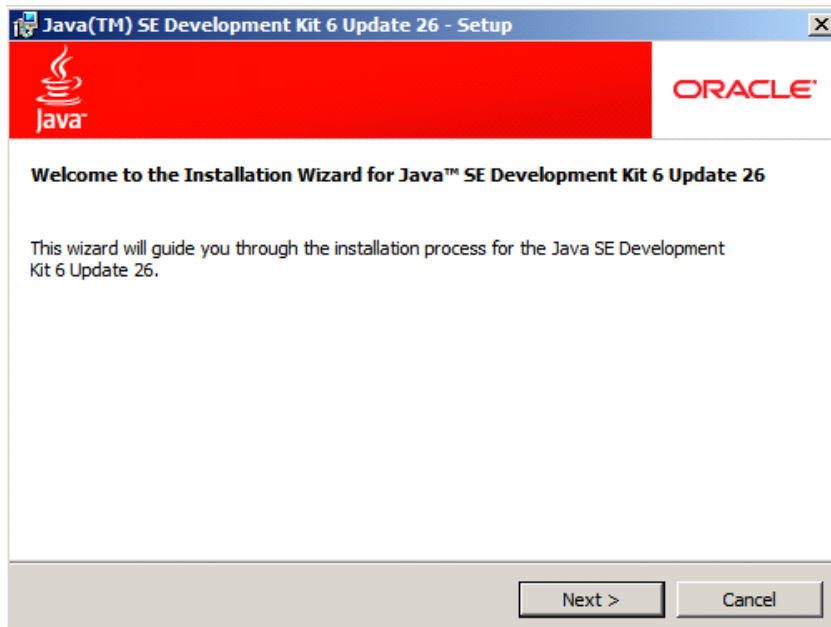 Java(TM) SE Development Kit 6 Update 26 - Setup
Java™
ORACLE®
Welcome to the Installation Wizard for Java™ SE Development Kit 6 Update 26
This wizard will guide you through the installation process for the Java SE Development
Kit 6 Update 26.
Next >
Cancel